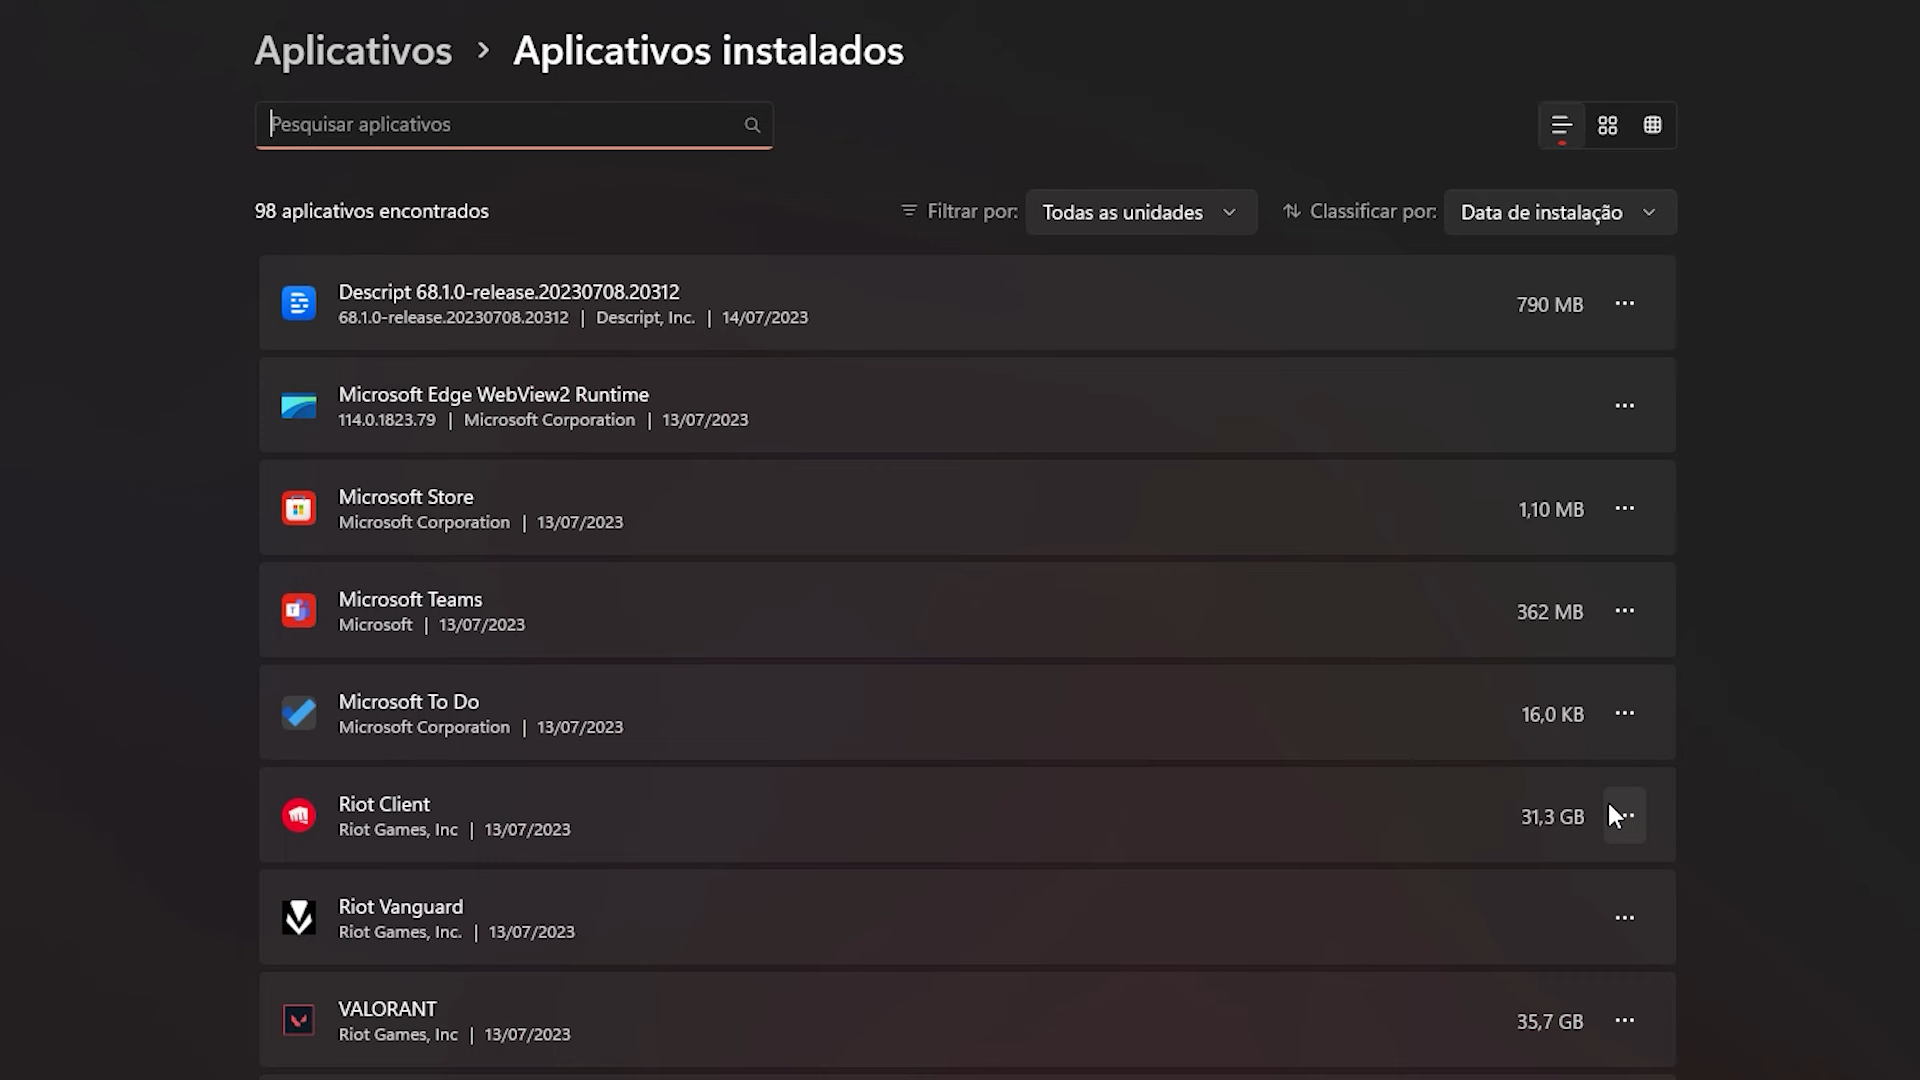 Aplicativos > Aplicativos instalados
Pesquisar aplicativos
98 aplicativos encontrados
Filtrar por: Todas as unidades
Classificar por: Data de instalação
Descript 68.1.0-release.20230708.20312
68.1.0-release.20230708.20312 | Descript, Inc. | 14/07/2023
790 MB
Microsoft Edge WebView2 Runtime
114.0.1823.79 | Microsoft Corporation | 13/07/2023
Microsoft Store
Microsoft Corporation | 13/07/2023
1,10 MB
Microsoft Teams
Microsoft | 13/07/2023
362 MB
Microsoft To Do
Microsoft Corporation | 13/07/2023
16,0 KB
Riot Client
Riot Games, Inc | 13/07/2023
31,3 GB
Riot Vanguard
Riot Games, Inc. | 13/07/2023
VALORANT
Riot Games, Inc | 13/07/2023
35,7 GB